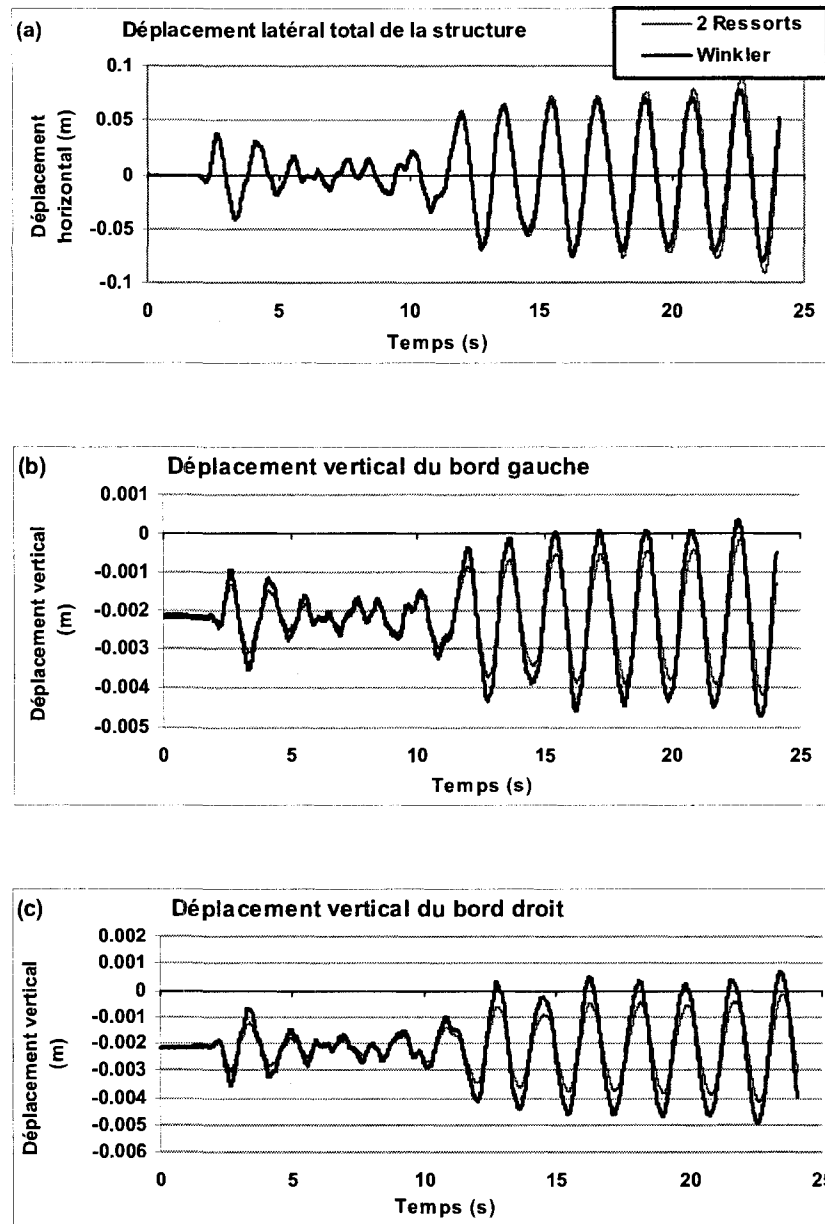 (a)
Déplacement latéral total de la structure
2 Ressorts
Winkler
Déplacement
horizontal (m)
0.1
0.05
0
-0.05
-0.1
0 5 10 15 20 25
Temps (s)
(b)
Déplacement vertical du bord gauche
Déplacement vertical
(m)
0.001
0
-0.001
-0.002
-0.003
-0.004
-0.005
0 5 10 15 20 25
Temps (s)
(c)
Déplacement vertical du bord droit
Déplacement vertical
(m)
0.002
0.001
0
-0.001
-0.002
-0.003
-0.004
-0.005
-0.006
0 5 10 15 20 25
Temps (s)